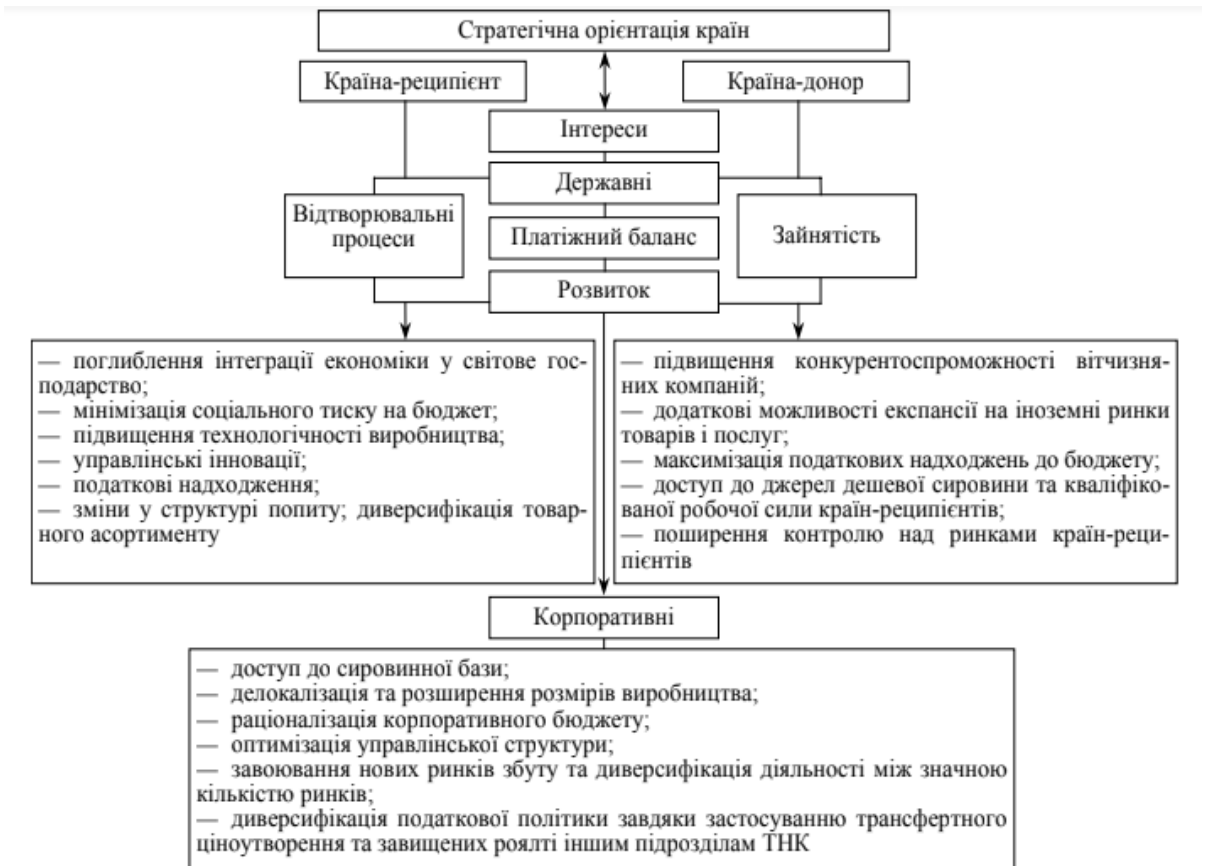 Стратегічна орієнтація країн
Країна-реципієнт
Країна-донор
Інтереси
Державні
Відтворювальні
процеси
Платіжний баланс
Зайнятість
Розвиток
— поглиблення інтеграції економіки у світове гос-
подарство;
— мінімізація соціального тиску на бюджет;
— підвищення технологічності виробництва;
— управлінські інновації;
— податкові надходження;
— зміни у структурі попиту; диверсифікація товар-
ного асортименту
— підвищення конкурентоспроможності вітчизня-
них компаній;
— додаткові можливості експансії на іноземні ринки
товарів і послуг;
— максимізація податкових надходжень до бюджету;
— доступ до джерел дешевої сировини та кваліфіко-
ваної робочої сили країн-реципієнтів;
— поширення контролю над ринками країн-реци-
пієнтів
Корпоративні
— доступ до сировинної бази;
— делокалізація та розширення розмірів виробництва;
— раціоналізація корпоративного бюджету;
— оптимізація управлінської структури;
— завоювання нових ринків збуту та диверсифікація діяльності між значною
кількістю ринків;
— диверсифікація податкової політики завдяки застосуванню трансфертного
ціноутворення та завищених роялті іншим підрозділам ТНК